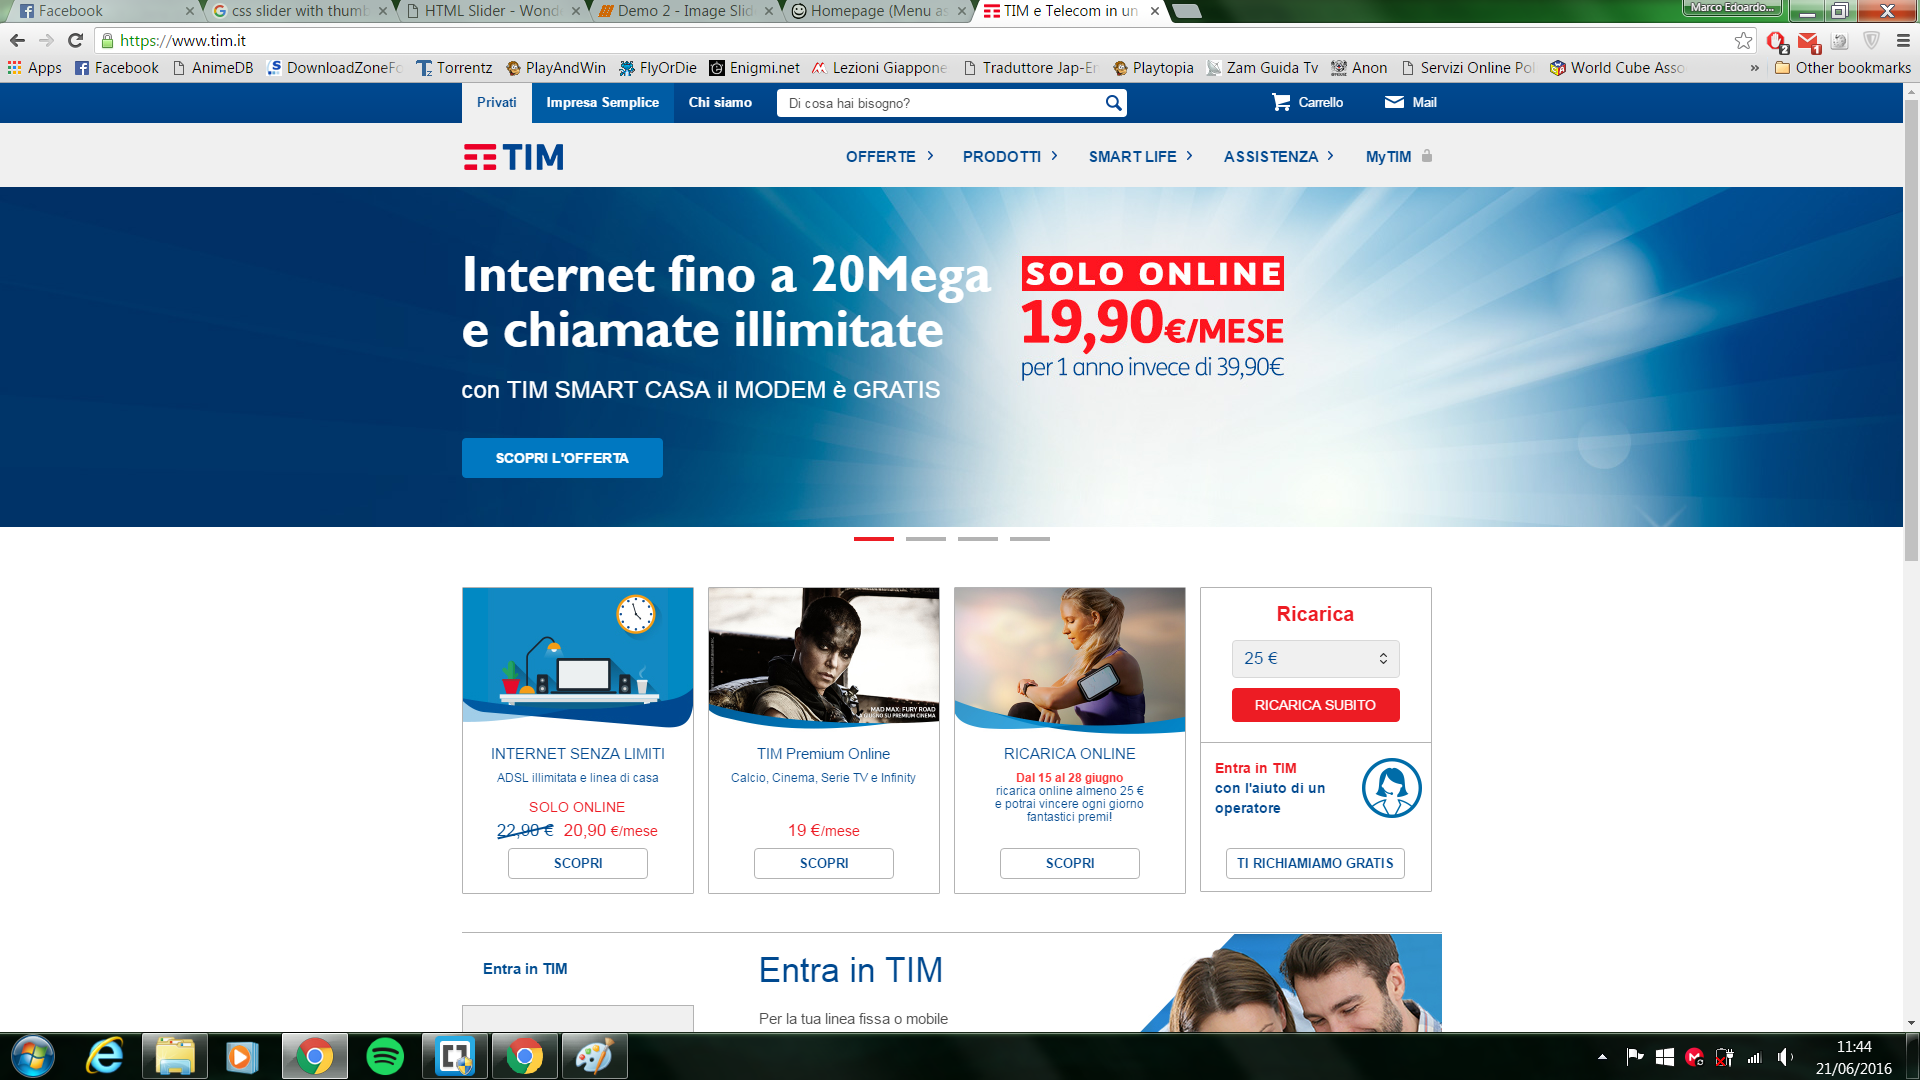 Facebook
css slider with thumb
HTML Slider - Wond
Demo 2 - Image Slid
Homepage (Menu as
TIM e Telecom in un
Marco Edoardo...
https://www.tim.it
2
1
Apps
Facebook
AnimeDB
DownloadZoneFo
Torrentz
PlayAndWin
FlyOrDie
Enigmi.net
Lezioni Giappone
Traduttore Jap-En
Playtopia
Zam Guida Tv
Anon
Servizi Online Pol
World Cube Asso
»
Other bookmarks
Privati
Impresa Semplice
Chi siamo
Di cosa hai bisogno?
Carrello
Mail
TIM
OFFERTE
PRODOTTI
SMART LIFE
ASSISTENZA
MyTIM
Internet fino a 20Mega
e chiamate illimitate
con TIM SMART CASA il MODEM è GRATIS
SCOPRI L'OFFERTA
SOLO ONLINE
19,90€/MESE
per 1 anno invece di 39,90€
INTERNET SENZA LIMITI
ADSL illimitata e linea di casa
SOLO ONLINE
22,90 € 20,90 €/mese
SCOPRI
MAD MAX: FURY ROAD
GIUGNO SU PREMIUM CINEMA
TIM Premium Online
Calcio, Cinema, Serie TV e Infinity
19 €/mese
SCOPRI
RICARICA ONLINE
Dal 15 al 28 giugno
ricarica online almeno 25 €
e potrai vincere ogni giorno
fantastici premi!
SCOPRI
Ricarica
25 €
RICARICA SUBITO
Entra in TIM
con l'aiuto di un
operatore
TI RICHIAMIAMO GRATIS
Entra in TIM
Entra in TIM
Per la tua linea fissa o mobile
11:44
21/06/2016